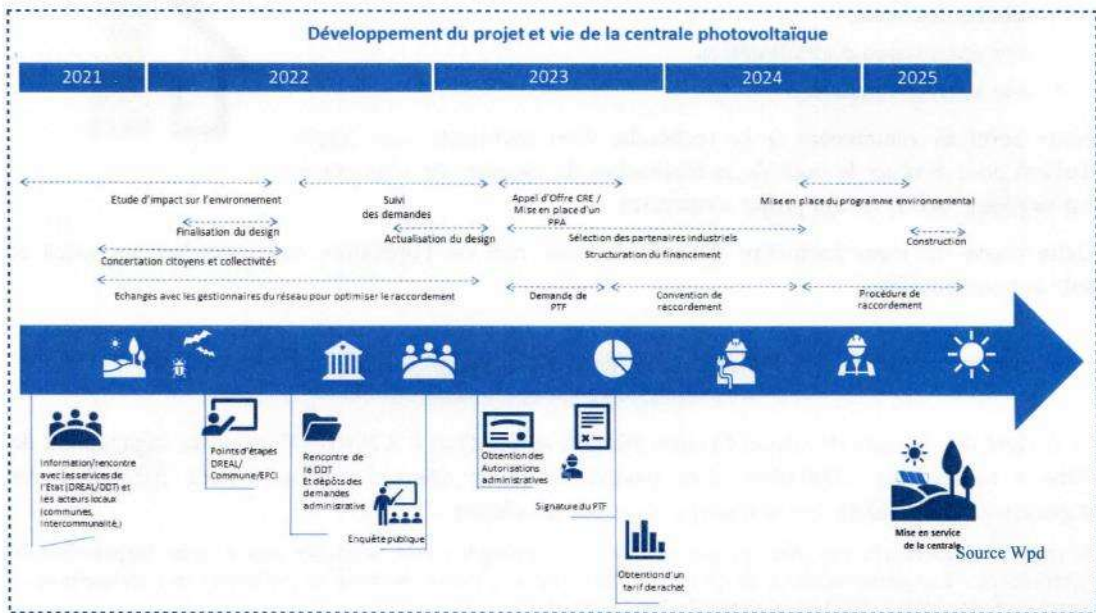 Développement du projet et vie de la centrale photovoltaïque
2021
2022
2023
2024
2025
Etude d'impact sur l'environnement
Finalisation du design
Concertation citoyens et collectivités
Echanges avec les gestionnaires du réseau pour optimiser le raccordement
Suivi
des demandes
Actualisation du design
Appel d'Offre CRE /
Mise en place d'un
PPA
Sélection des partenaires industriels
Structuration du financement
Mise en place du programme environnemental
Construction
Demande de
PTF
Convention de
raccordement
Procédure de
raccordement
Information/rencontre
avec les services de
l'Etat (DREAL/DDT) et
les acteurs locaux
(communes,
Intercommunalité,)
Points d'étapes
DREAL/
Commune/EPCI
Rencontre de
la DDT
Et dépôts des
demandes
administrative
Enquête publique
Obtention des
Autorisations
administratives
Signature du PTF
Obtention d'un
tarif de rachat
Mise en service
de la centrale
Source Wpd